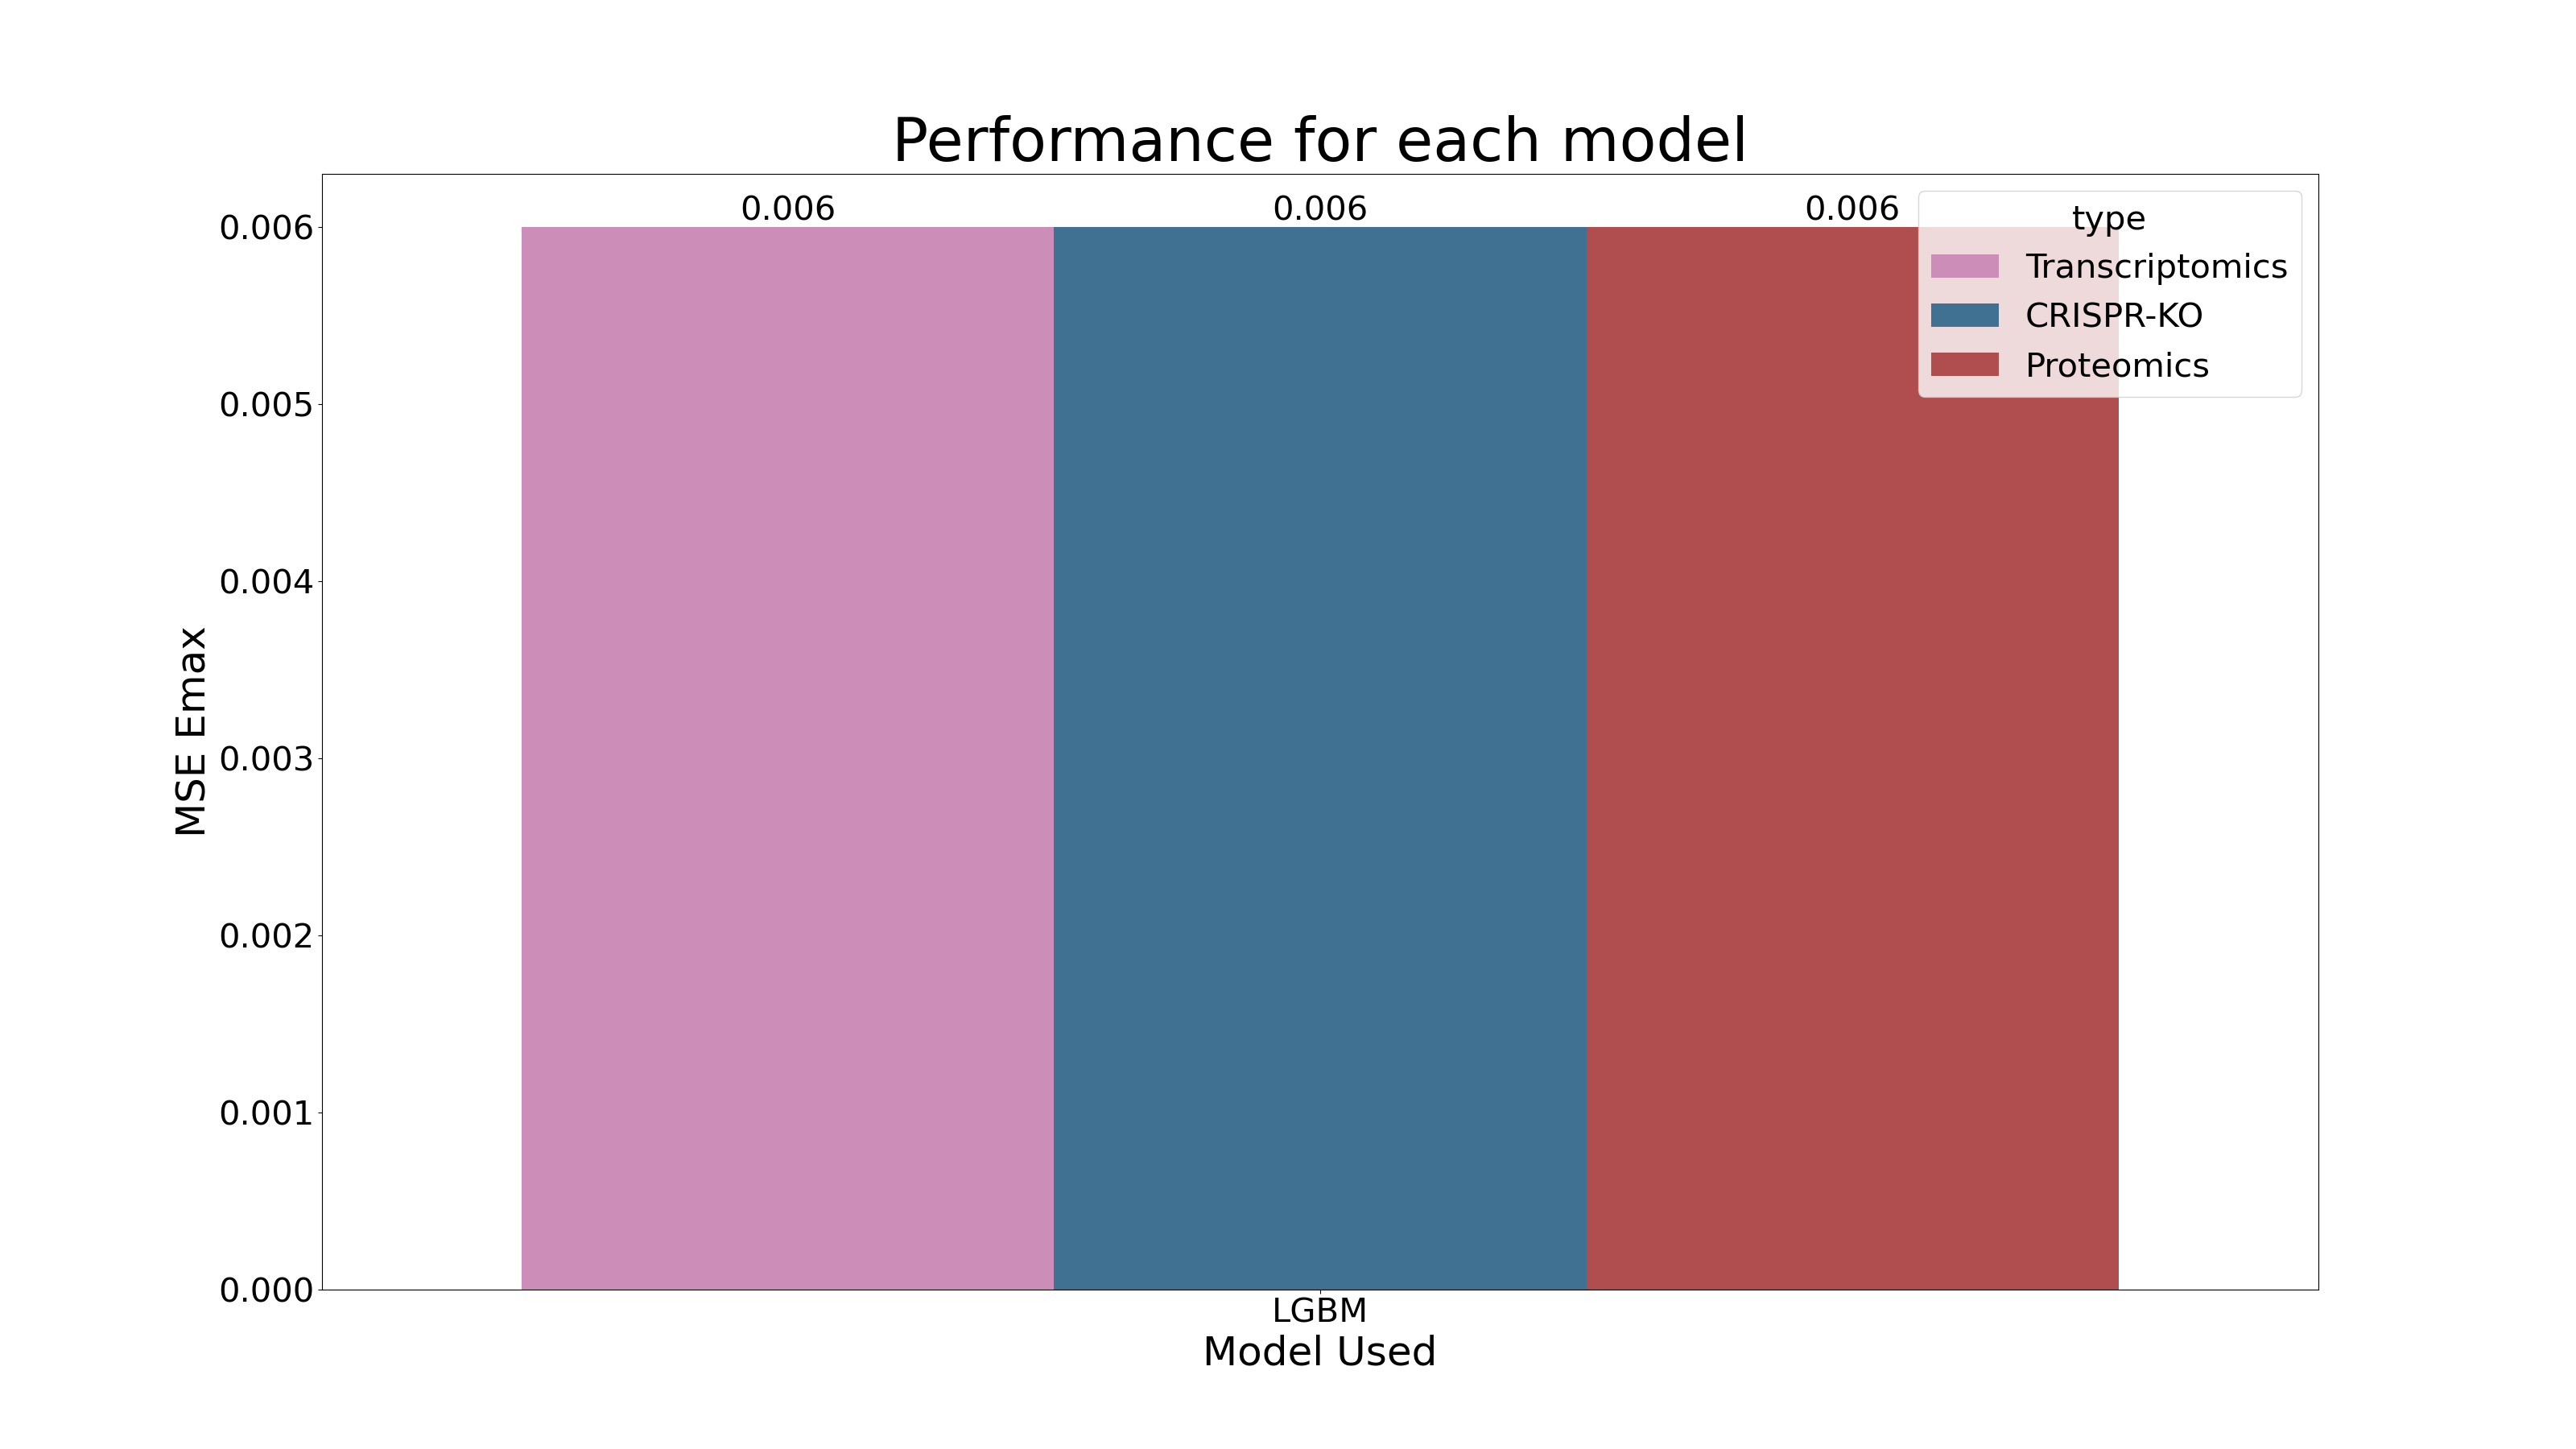 Performance for each model
0.006
0.006
0.006
type
Transcriptomics
CRISPR-KO
Proteomics
0.006
0.005
0.004
0.003
0.002
0.001
0.000
MSE Emax
LGBM
Model Used